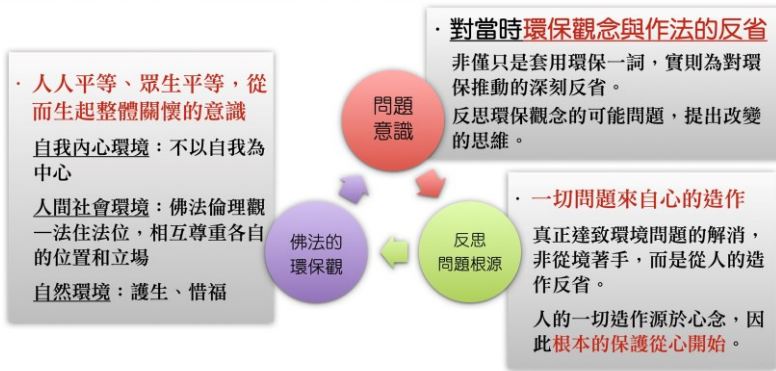 · 對當時環保觀念與作法的反省
非僅只是套用環保一詞，實則為對環
保推動的深刻反省。
反思環保觀念的可能問題，提出改變
的思維。
問題
意識
· 一切問題來自心的造作
真正達致環境問題的解消，
非從境著手，而是從人的造
作反省。
人的一切造作源於心念，因
此根本的保護從心開始。
反思
問題根源
佛法的
環保觀
· 人人平等、眾生平等，從
而生起整體關懷的意識
自我內心環境：不以自我為
中心
人間社會環境：佛法倫理觀
—法住法位，相互尊重各自
的位置和立場
自然環境：護生、惜福